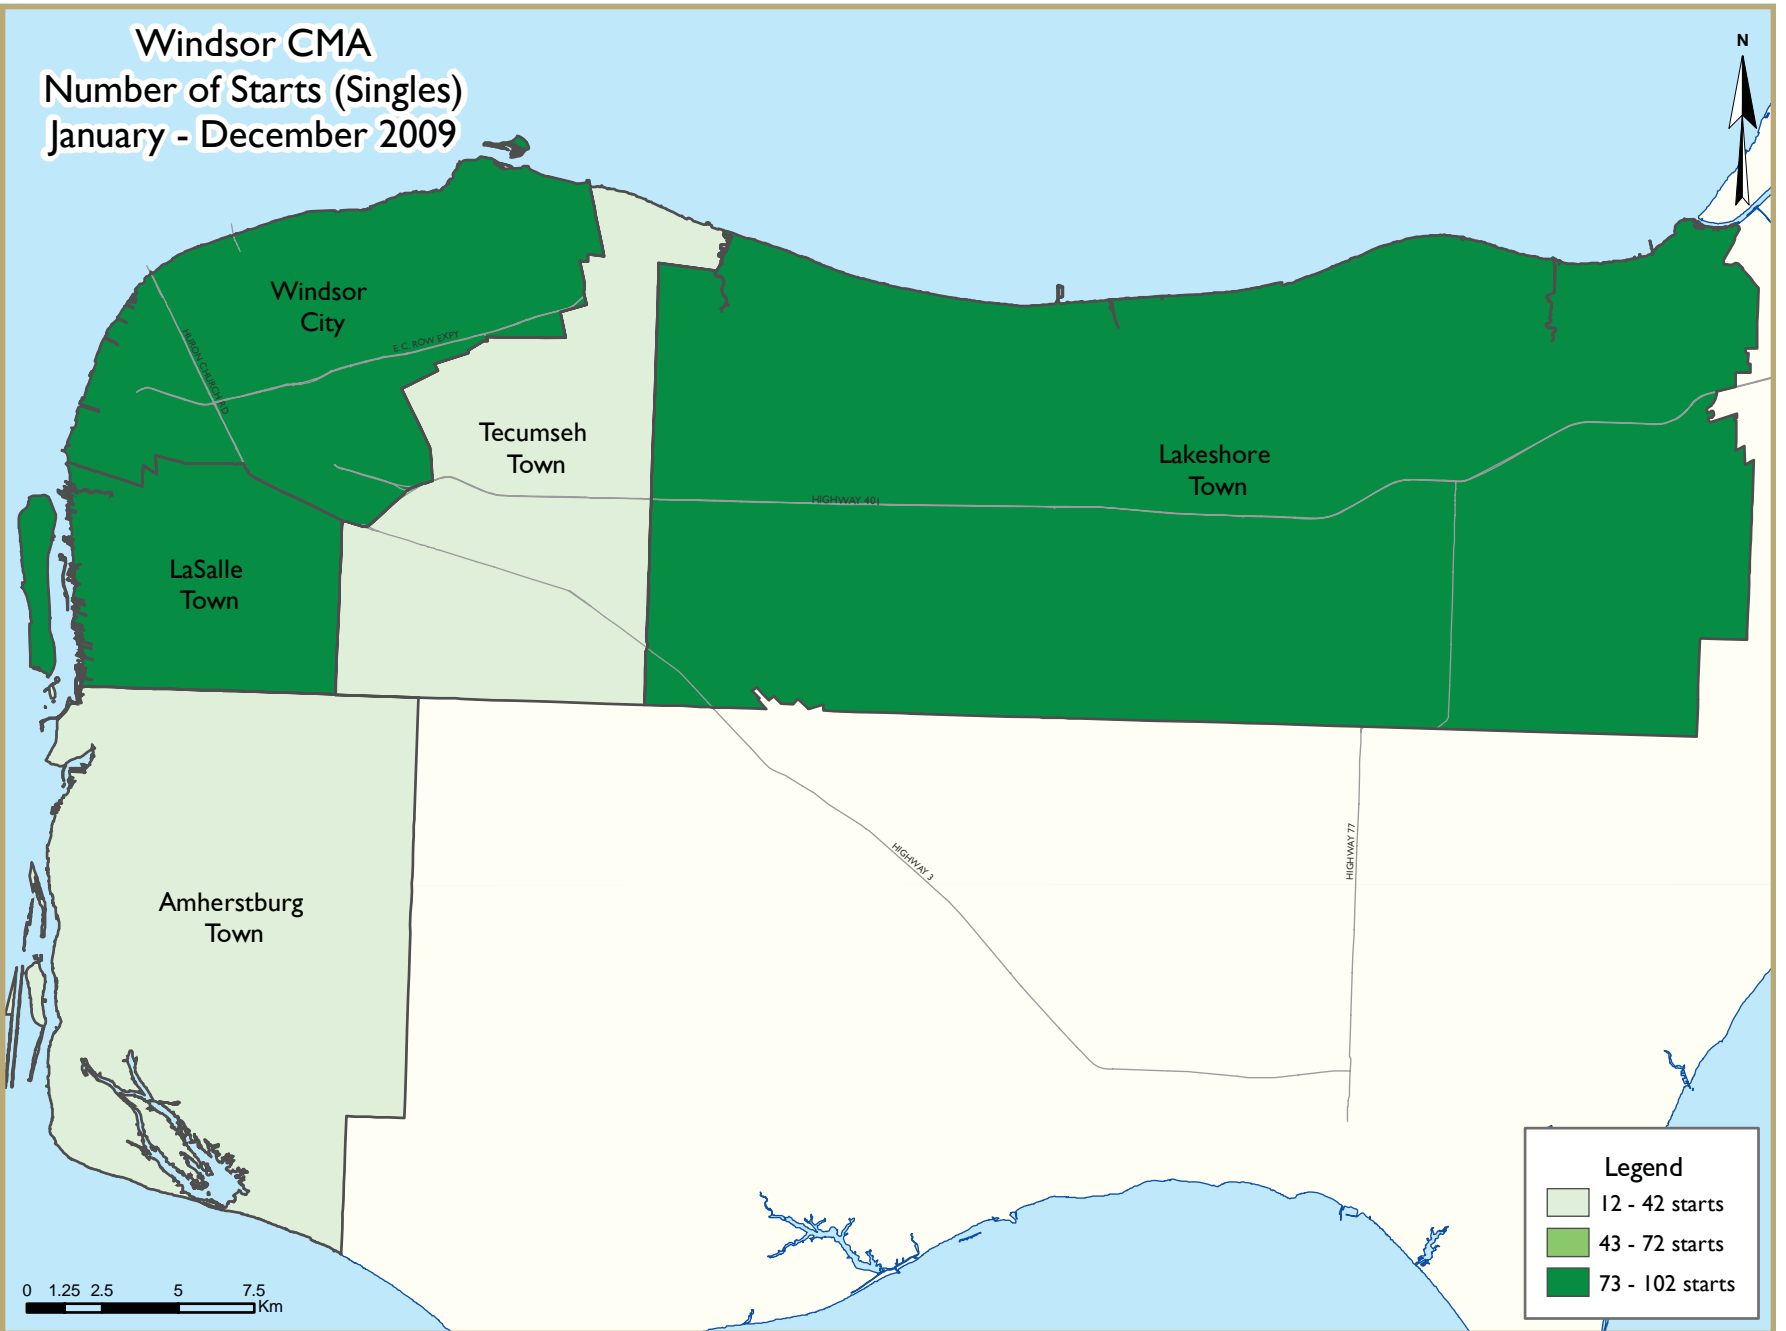 Windsor CMA
Number of Starts (Singles)
January - December 2009
N
Windsor
City
HURON CHURCH RD
E.C. ROW EXPY
Tecumseh
Town
Lakeshore
Town
HIGHWAY 401
LaSalle
Town
Amherstburg
Town
HIGHWAY 3
HIGHWAY 77
Legend
12 - 42 starts
43 - 72 starts
73 - 102 starts
0 1.25 2.5 5 7.5
Km